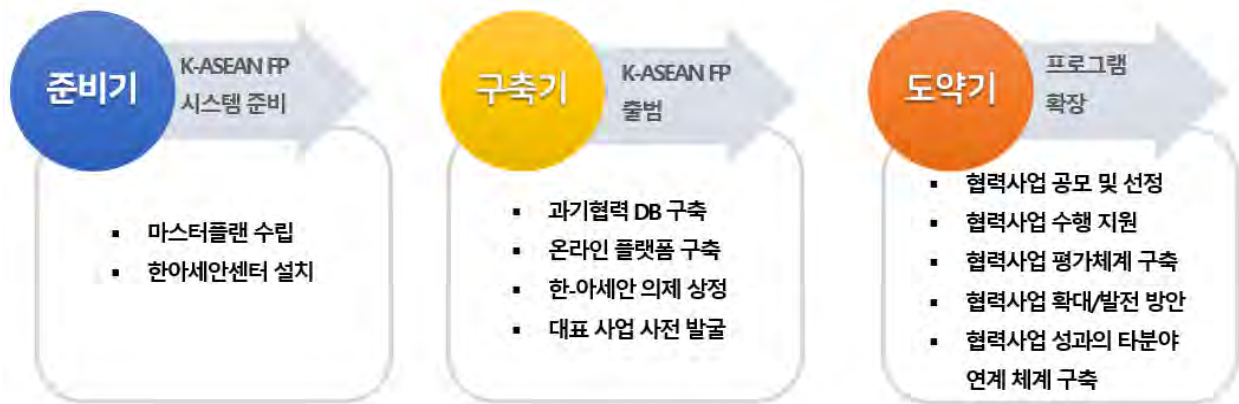 준비기
K-ASEAN FP
시스템 준비
▪ 마스터플랜 수립
▪ 한아세안센터 설치
구축기
K-ASEAN FP
출범
▪ 과기협력 DB 구축
▪ 온라인 플랫폼 구축
▪ 한-아세안 의제 상정
▪ 대표 사업 사전 발굴
도약기
프로그램
확장
▪ 협력사업 공모 및 선정
▪ 협력사업 수행 지원
▪ 협력사업 평가체계 구축
▪ 협력사업 확대/발전 방안
▪ 협력사업 성과의 타분야
연계 체계 구축